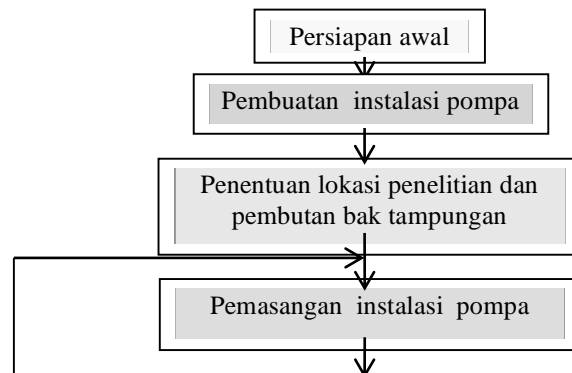 Persiapan awal
Pembuatan instalasi pompa
Penentuan lokasi penelitian dan
pembutan bak tampungan
Pemasangan instalasi pompa